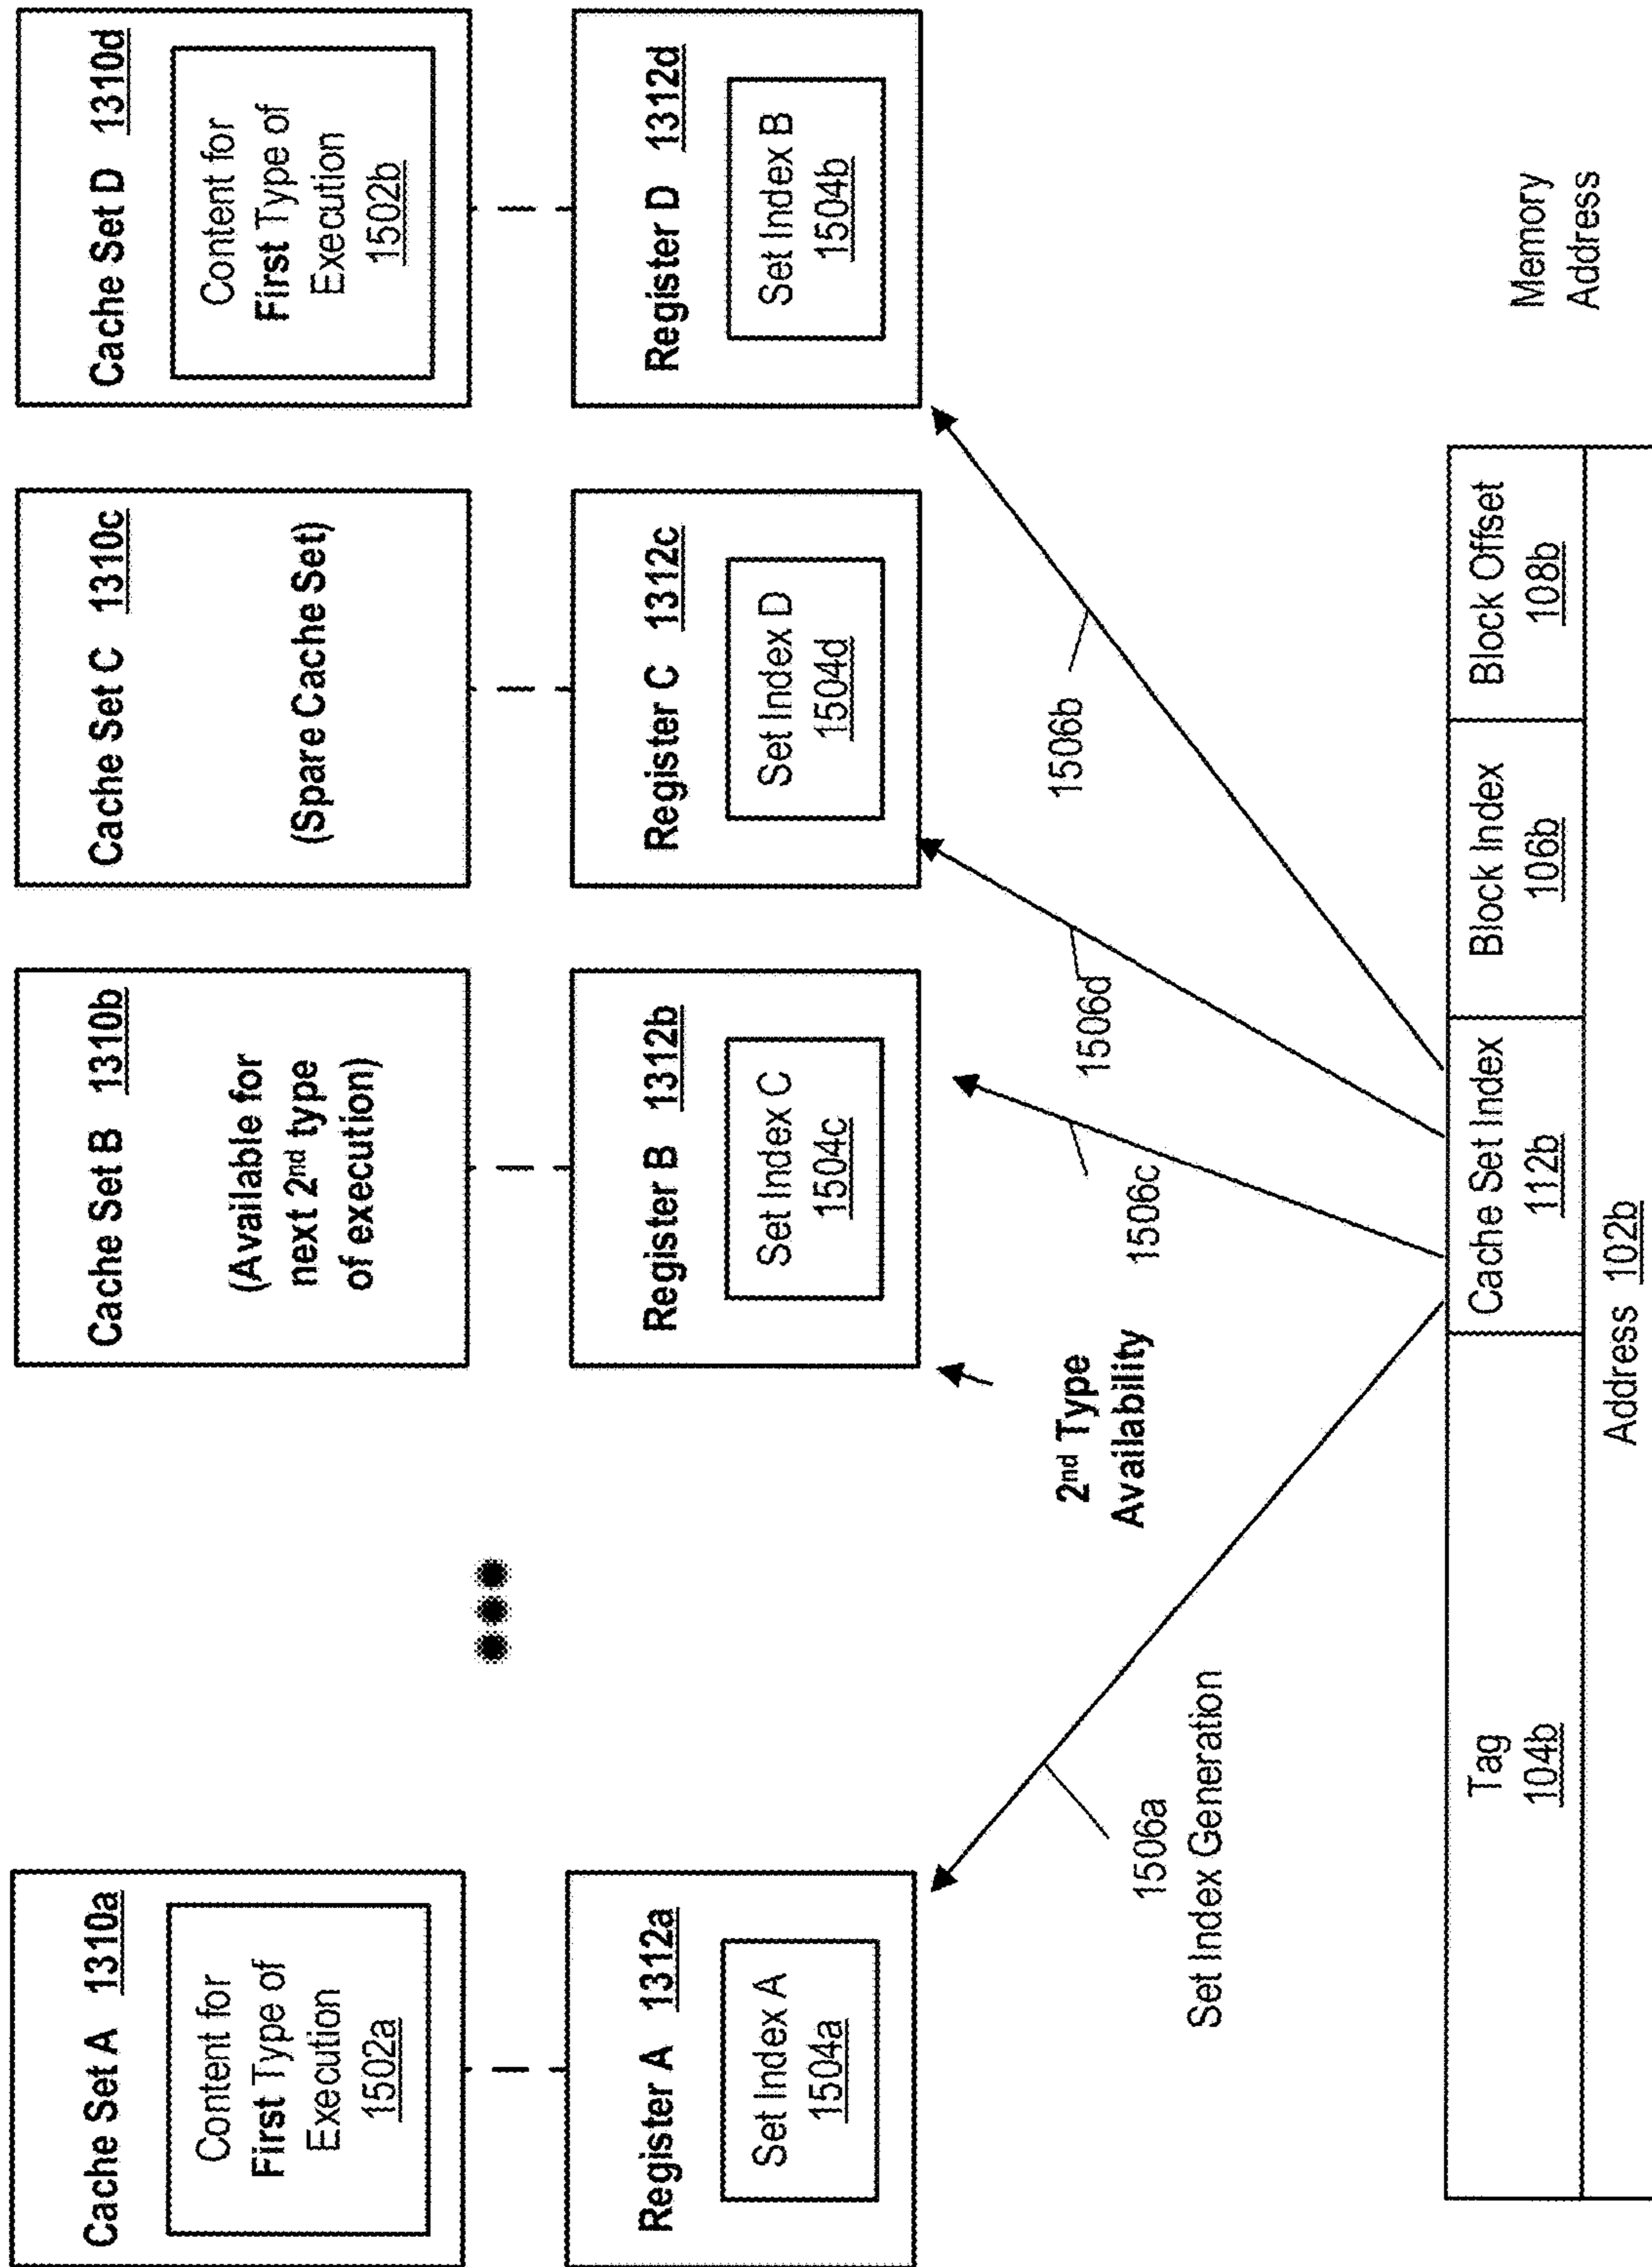 Cache Set A 1310a
Content for
First Type of
Execution
1502a
Register A 1312a
Set Index A
1504a
Cache Set B 1310b
(Available for
next 2nd type
of execution)
Register B 1312b
Set Index C
1504c
Cache Set C 1310c
(Spare Cache Set)
Register C 1312c
Set Index D
1504d
Cache Set D 1310d
Content for
First Type of
Execution
1502b
Register D 1312d
Set Index B
1504b
2nd Type
Availability
1506a
Set Index Generation
1506c
1506d
1506b
Tag
104b
Cache Set Index
112b
Block Index
106b
Block Offset
108b
Address 102b
Memory
Address